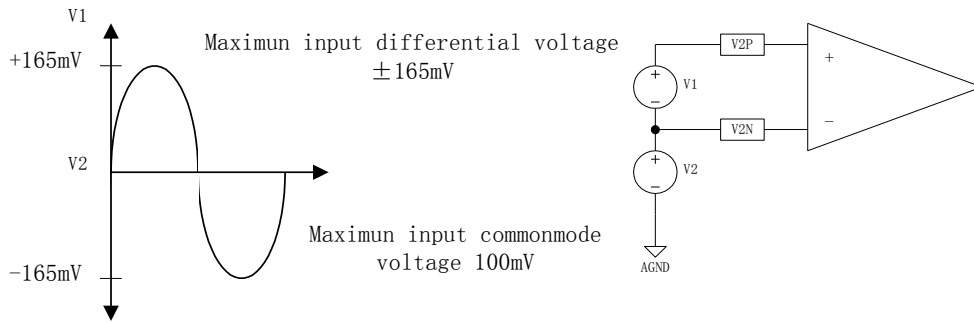 V1
+165mV
Maximun input differential voltage
±165mV
V2
Maximun input commonmode
voltage 100mV
-165mV
V2P
+
+
V1
−
V2N
−
+
V2
−
AGND